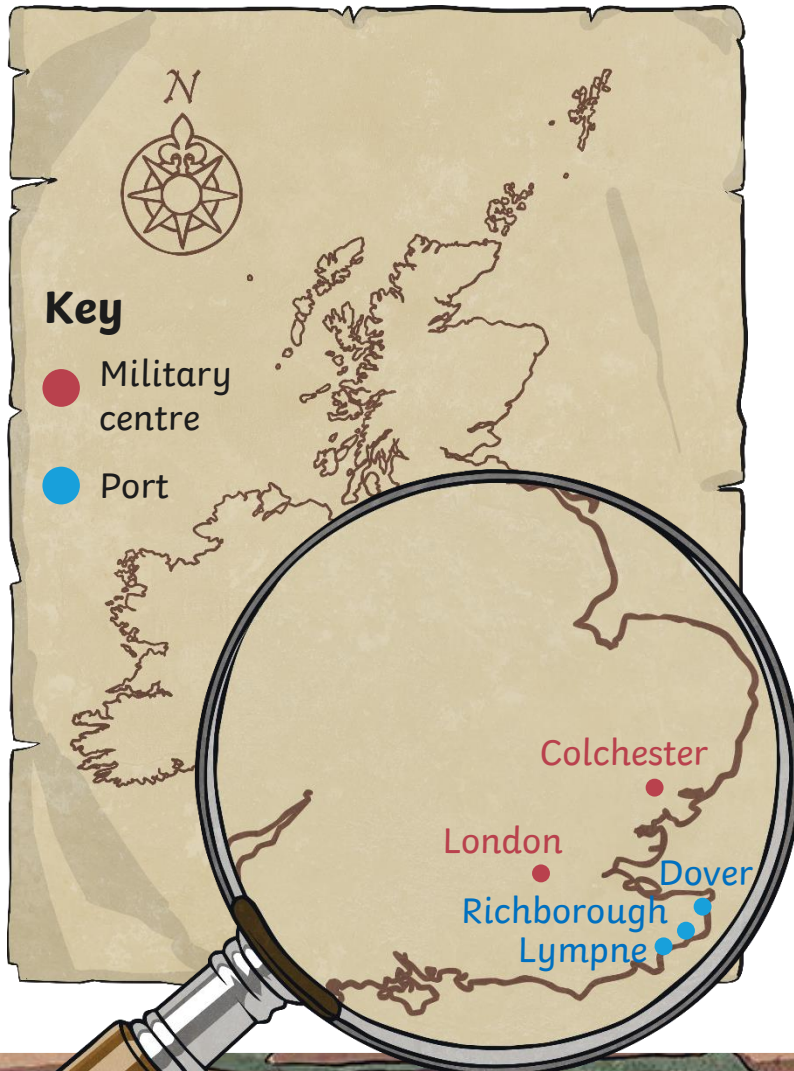 N
Key
Military
centre
Port
Colchester
London
Dover
Richborough
Lympne